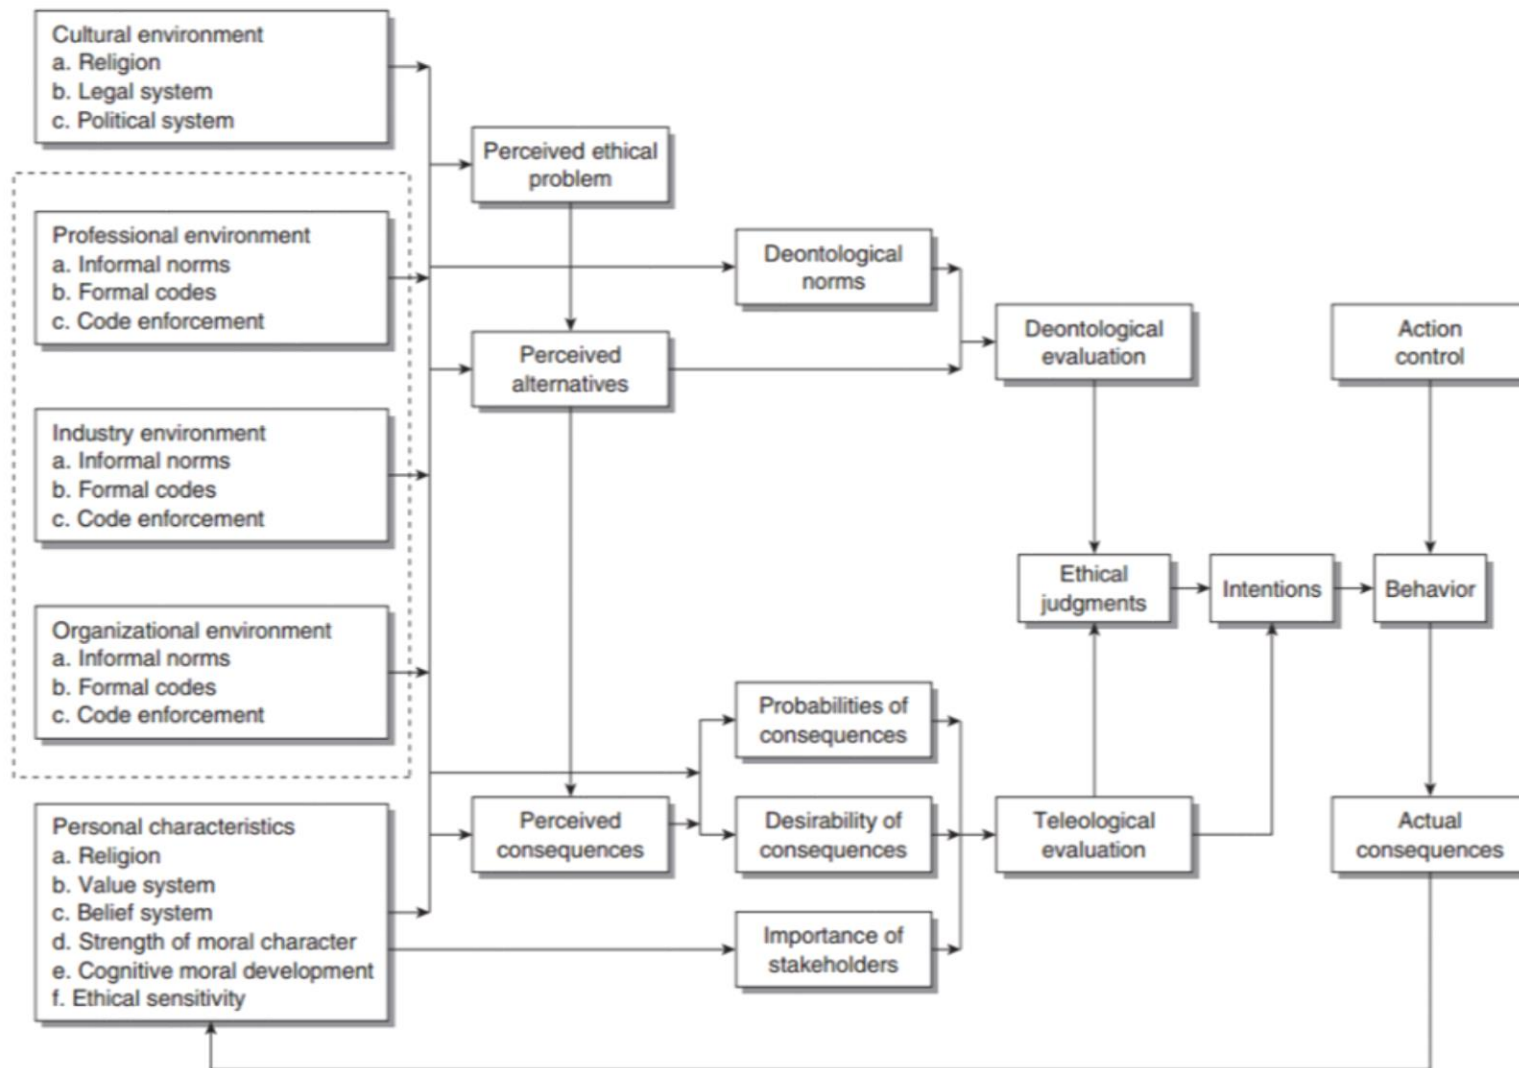 Cultural environment
a. Religion
b. Legal system
c. Political system
Perceived ethical
problem
Professional environment
a. Informal norms
b. Formal codes
c. Code enforcement
Deontological
norms
Perceived
alternatives
Deontological
evaluation
Action
control
Industry environment
a. Informal norms
b. Formal codes
c. Code enforcement
Ethical
judgments
Intentions
Behavior
Organizational environment
a. Informal norms
b. Formal codes
c. Code enforcement
Probabilities of
consequences
Perceived
consequences
Desirability of
consequences
Teleological
evaluation
Actual
consequences
Personal characteristics
a. Religion
b. Value system
c. Belief system
d. Strength of moral character
e. Cognitive moral development
f. Ethical sensitivity
Importance of
stakeholders